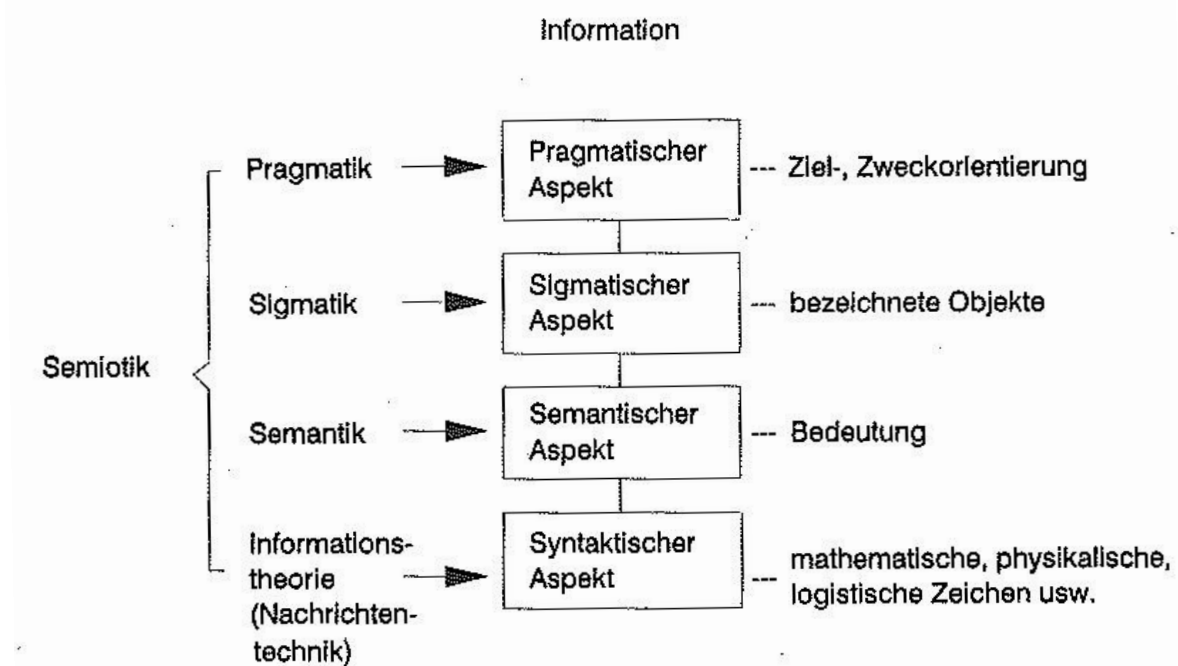 Information
Pragmatik
Pragmatischer
Aspekt
--- Ziel-, Zweckorientierung
Sigmatik
Sigmatischer
Aspekt
--- bezeichnete Objekte
Semiotik
Semantik
Semantischer
Aspekt
--- Bedeutung
Informations-
theorie
(Nachrichten-
technik)
Syntaktischer
Aspekt
--- mathematische, physikalische,
logistische Zeichen usw.